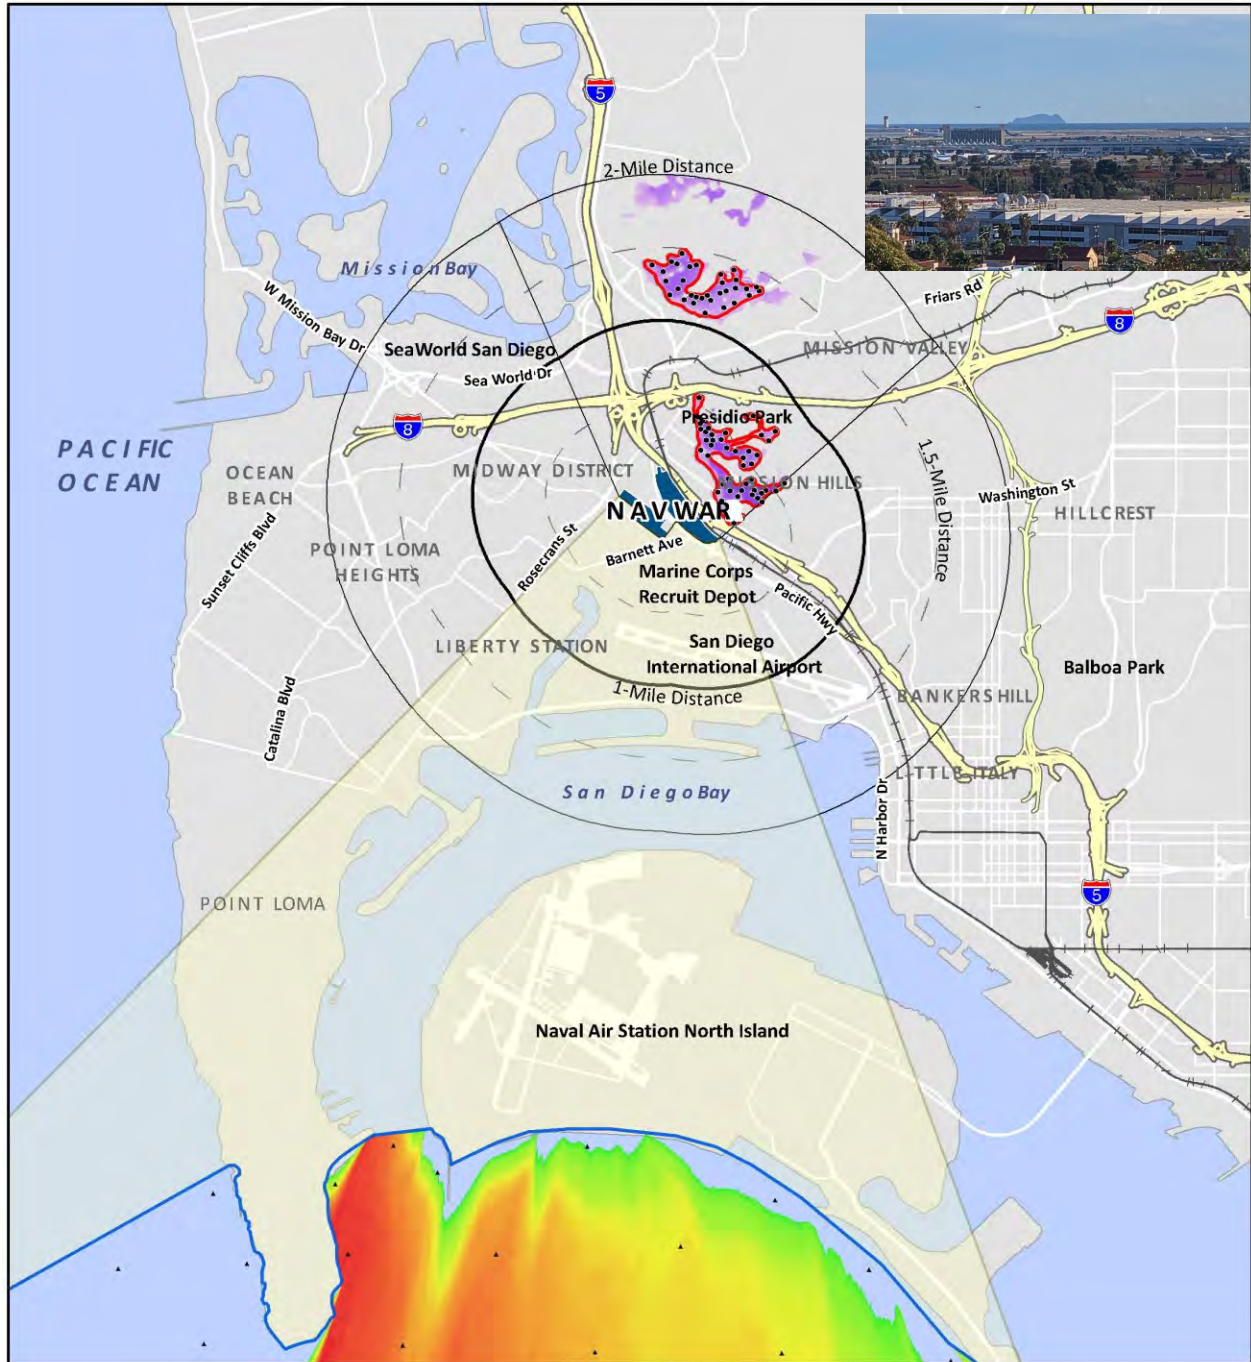 5
2-Mile Distance
Mission Bay
W Mission Bay Dr
Friars Rd
8
SeaWorld San Diego
MISSION VALLEY
Sea World Dr
Presidio Park
8
PACIFIC
OCEAN
OCEAN
BEACH
MIDWAY DISTRICT
MISSION HILLS
1.5-Mile Distance
Washington St
HILLCREST
NAVWAR
Sunset Cliffs Blvd
POINT LOMA
HEIGHTS
Rosecrans St
Barnett Ave
Marine Corps
Recruit Depot
Pacific Hwy
LIBERTY STATION
San Diego
International Airport
Balboa Park
1-Mile Distance
BANKERS HILL
Catalina Blvd
LITTLE ITALY
San Diego Bay
N Harbor Dr
5
POINT LOMA
Naval Air Station North Island